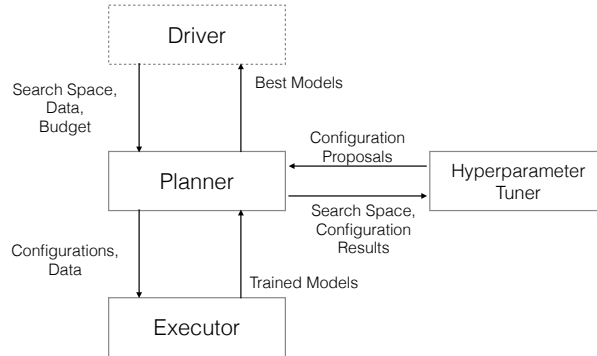 Driver
Search Space,
Data,
Budget
Best Models
Planner
Configuration
Proposals
Hyperparameter
Tuner
Search Space,
Configuration
Results
Configurations,
Data
Trained Models
Executor